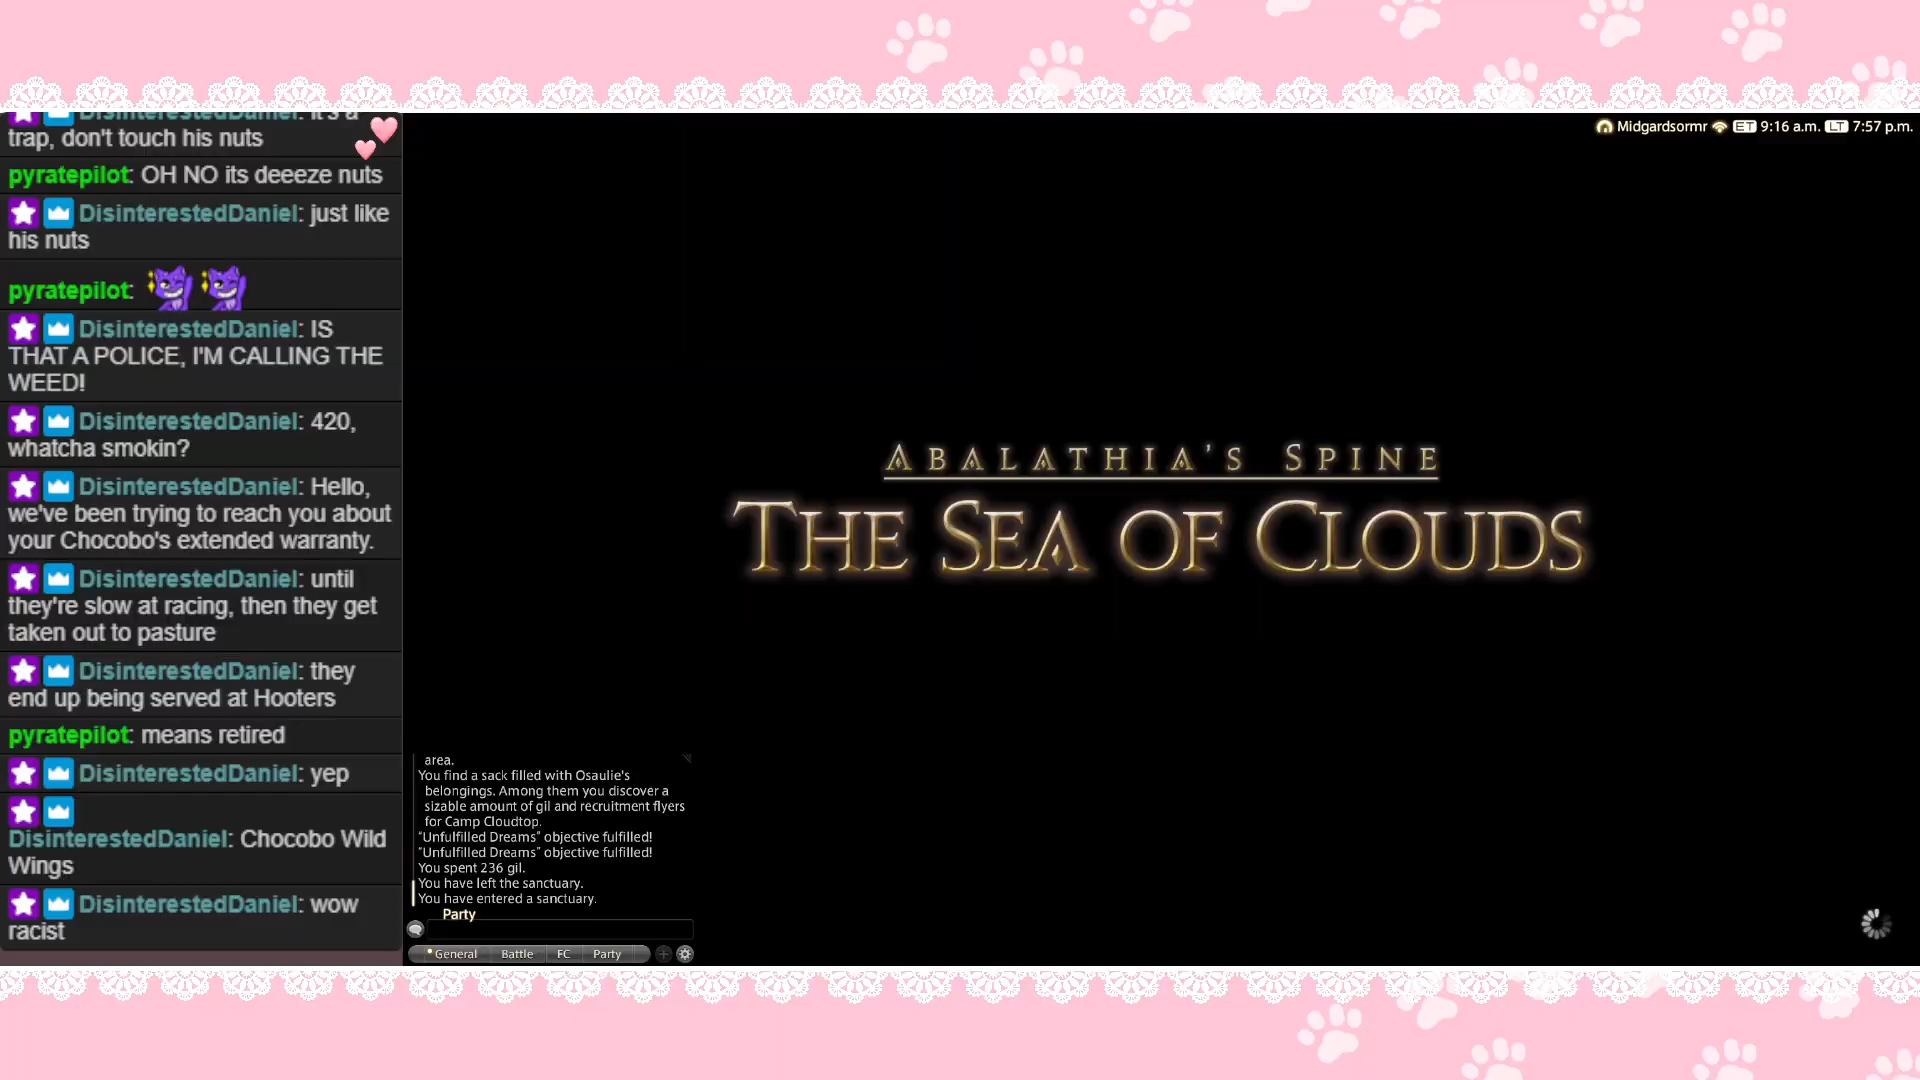 DisinterestedDaniel: it's a
trap, don't touch his nuts
pyratepilot: OH NO its deeeze nuts
DisinterestedDaniel: just like
his nuts
pyratepilot:
DisinterestedDaniel: IS
THAT A POLICE, I'M CALLING THE
WEED!
DisinterestedDaniel: 420,
whatcha smokin?
DisinterestedDaniel: Hello,
we've been trying to reach you about
your Chocobo's extended warranty.
DisinterestedDaniel: until
they're slow at racing, then they get
taken out to pasture
DisinterestedDaniel: they
end up being served at Hooters
pyratepilot: means retired
DisinterestedDaniel: yep
DisinterestedDaniel: Chocobo Wild
Wings
DisinterestedDaniel: wow
racist
Midgardsormr ET 9:16 a.m. LT 7:57 p.m.
ABALATHIA'S SPINE
THE SEA OF CLOUDS
area.
You find a sack filled with Osaulie's
belongings. Among them you discover a
sizable amount of gil and recruitment flyers
for Camp Cloudtop.
"Unfulfilled Dreams" objective fulfilled!
"Unfulfilled Dreams" objective fulfilled!
You spent 236 gil.
You have left the sanctuary.
You have entered a sanctuary.
Party
General Battle FC Party